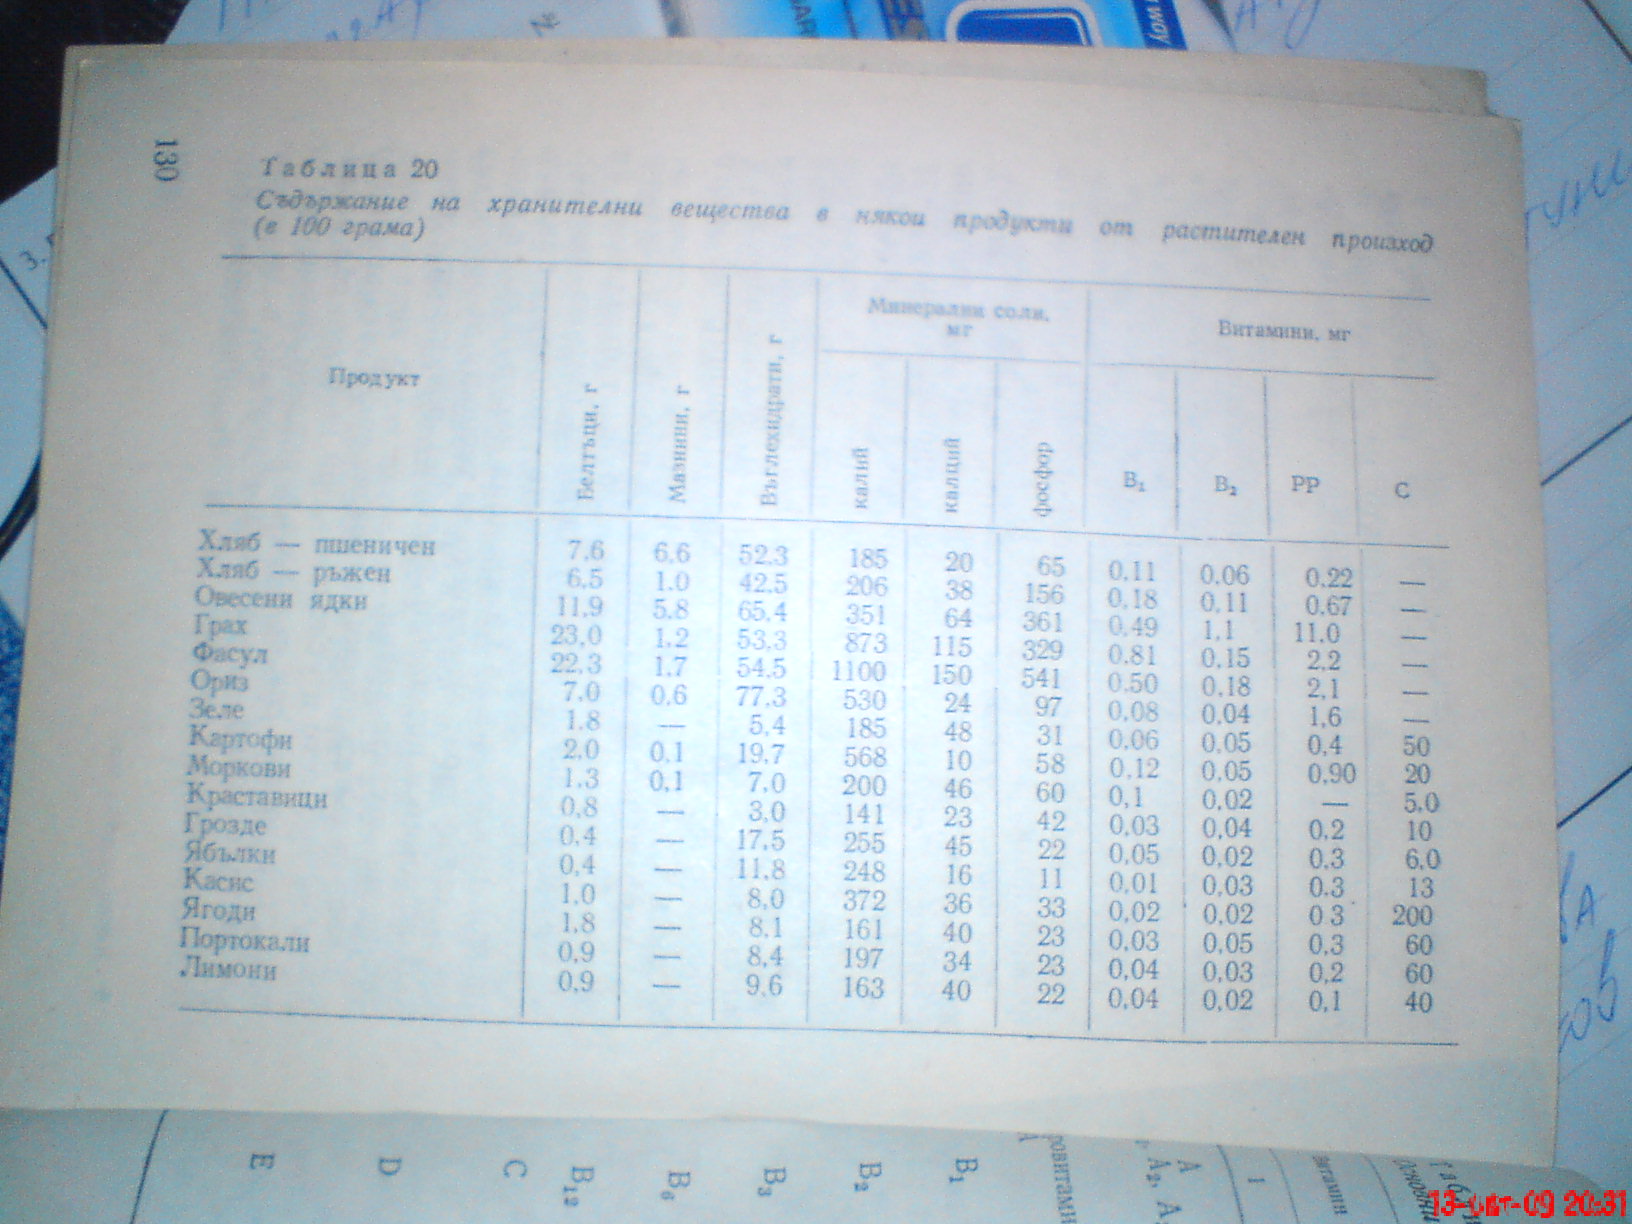 130
Таблица 20
Съдържание на хранителни вещества в някои продукти от растителен произход
(в 100 грама)
Продукт Белтъци, г Мазнини, г Въглехидрати, г Минерални соли, мг Витамини, мг
калий калций фосфор B₁ B₂ PP C
Хляб — пшеничен 7.6 6.6 52.3 185 20 65 0.11 0.06 0.22 —
Хляб — ръжен 6.5 1.0 42.5 206 38 156 0.18 0.11 0.67 —
Овесени ядки 11.9 5.8 65.4 351 64 361 0.49 1.1 11.0 —
Грах 23.0 1.2 53.3 873 115 329 0.81 0.15 2.2 —
Фасул 22.3 1.7 54.5 1100 150 541 0.50 0.18 2.1 —
Ориз 7.0 0.6 77.3 530 24 97 0.08 0.04 1.6 —
Зеле 1.8 — 5.4 185 48 31 0.06 0.05 0.4 50
Картофи 2.0 0.1 19.7 568 10 58 0.12 0.05 0.90 20
Моркови 1.3 0.1 7.0 200 46 60 0.1 0.02 — 5.0
Краставици 0.8 — 3.0 141 23 42 0.03 0.04 0.2 10
Грозде 0.4 — 17.5 255 45 22 0.05 0.02 0.3 6.0
Ябълки 0.4 — 11.8 248 16 11 0.01 0.03 0.3 13
Касис 1.0 — 8.0 372 36 33 0.02 0.02 0.3 200
Ягоди 1.8 — 8.1 161 40 23 0.03 0.05 0.3 60
Портокали 0.9 — 8.4 197 34 23 0.04 0.03 0.2 60
Лимони 0.9 — 9.6 163 40 22 0.04 0.02 0.1 40
E D C B₁₂ B₆ B₃ B₂ B₁
13-окт-09 20:31